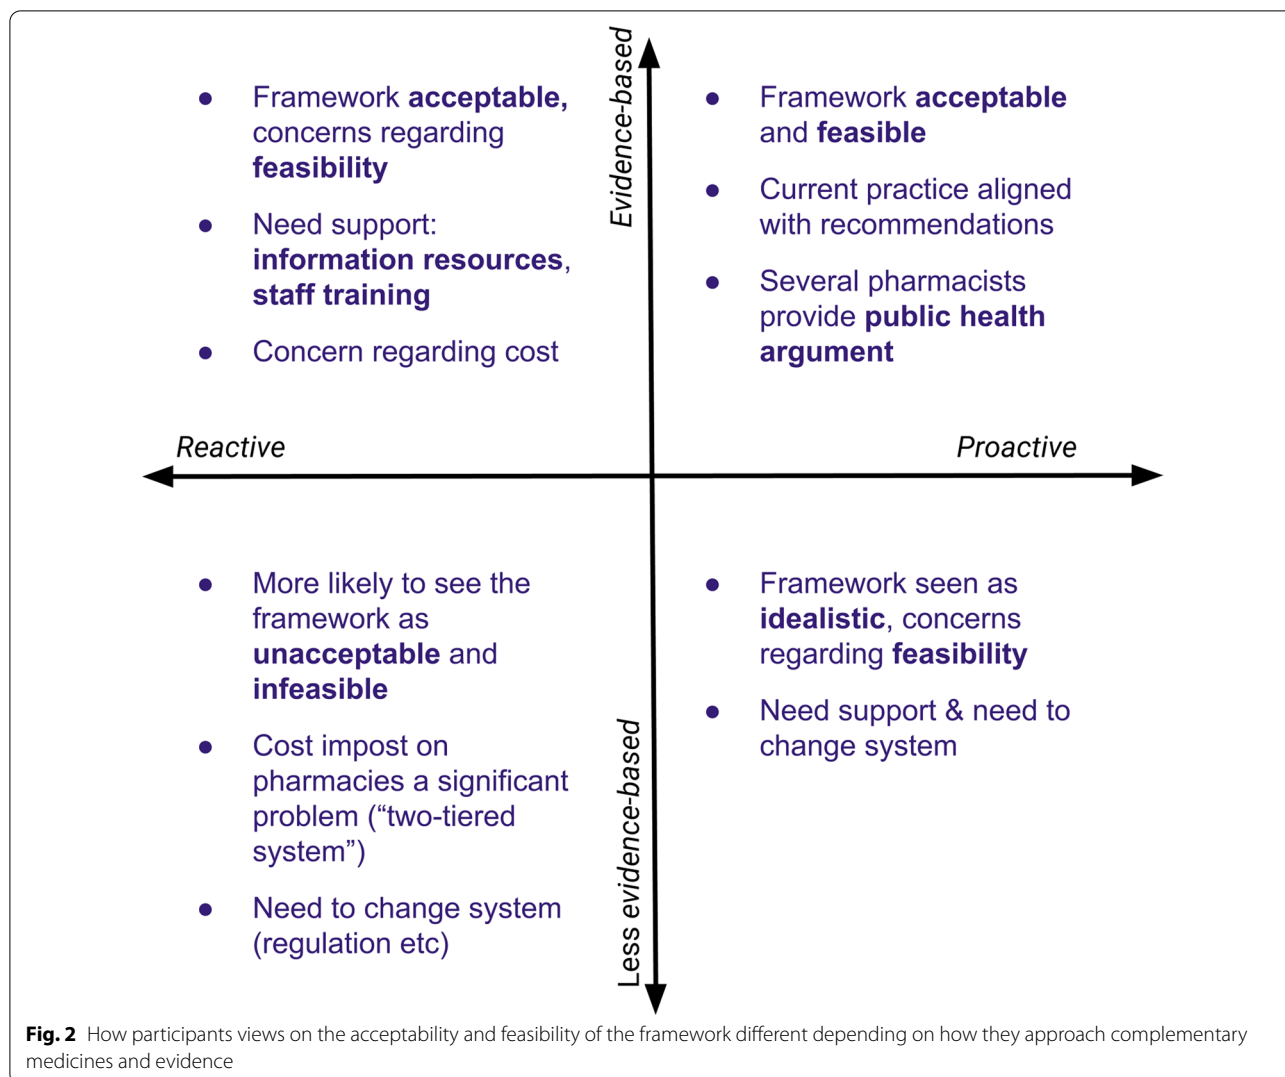 Evidence-based
● Framework acceptable,
concerns regarding
feasibility
● Need support:
information resources,
staff training
● Concern regarding cost
● Framework acceptable
and feasible
● Current practice aligned
with recommendations
● Several pharmacists
provide public health
argument
Reactive
Proactive
● More likely to see the
framework as
unacceptable and
infeasible
● Cost impost on
pharmacies a significant
problem (“two-tiered
system”)
● Need to change system
(regulation etc)
Less evidence-based
● Framework seen as
idealistic, concerns
regarding feasibility
● Need support & need to
change system
Fig. 2 How participants views on the acceptability and feasibility of the framework different depending on how they approach complementary
medicines and evidence